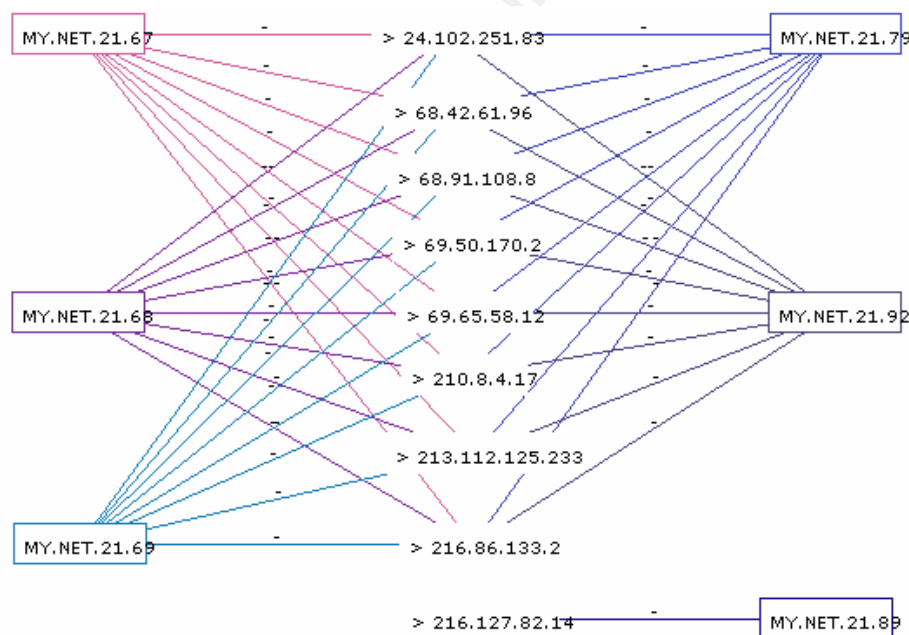 MY.NET.21.67 > 24.102.251.83 MY.NET.21.79
> 68.42.61.96
> 68.91.108.8
> 69.50.170.2
MY.NET.21.68 > 69.65.58.12 MY.NET.21.92
> 210.8.4.17
> 213.112.125.233
MY.NET.21.69 > 216.86.133.2
> 216.127.82.14 MY.NET.21.89